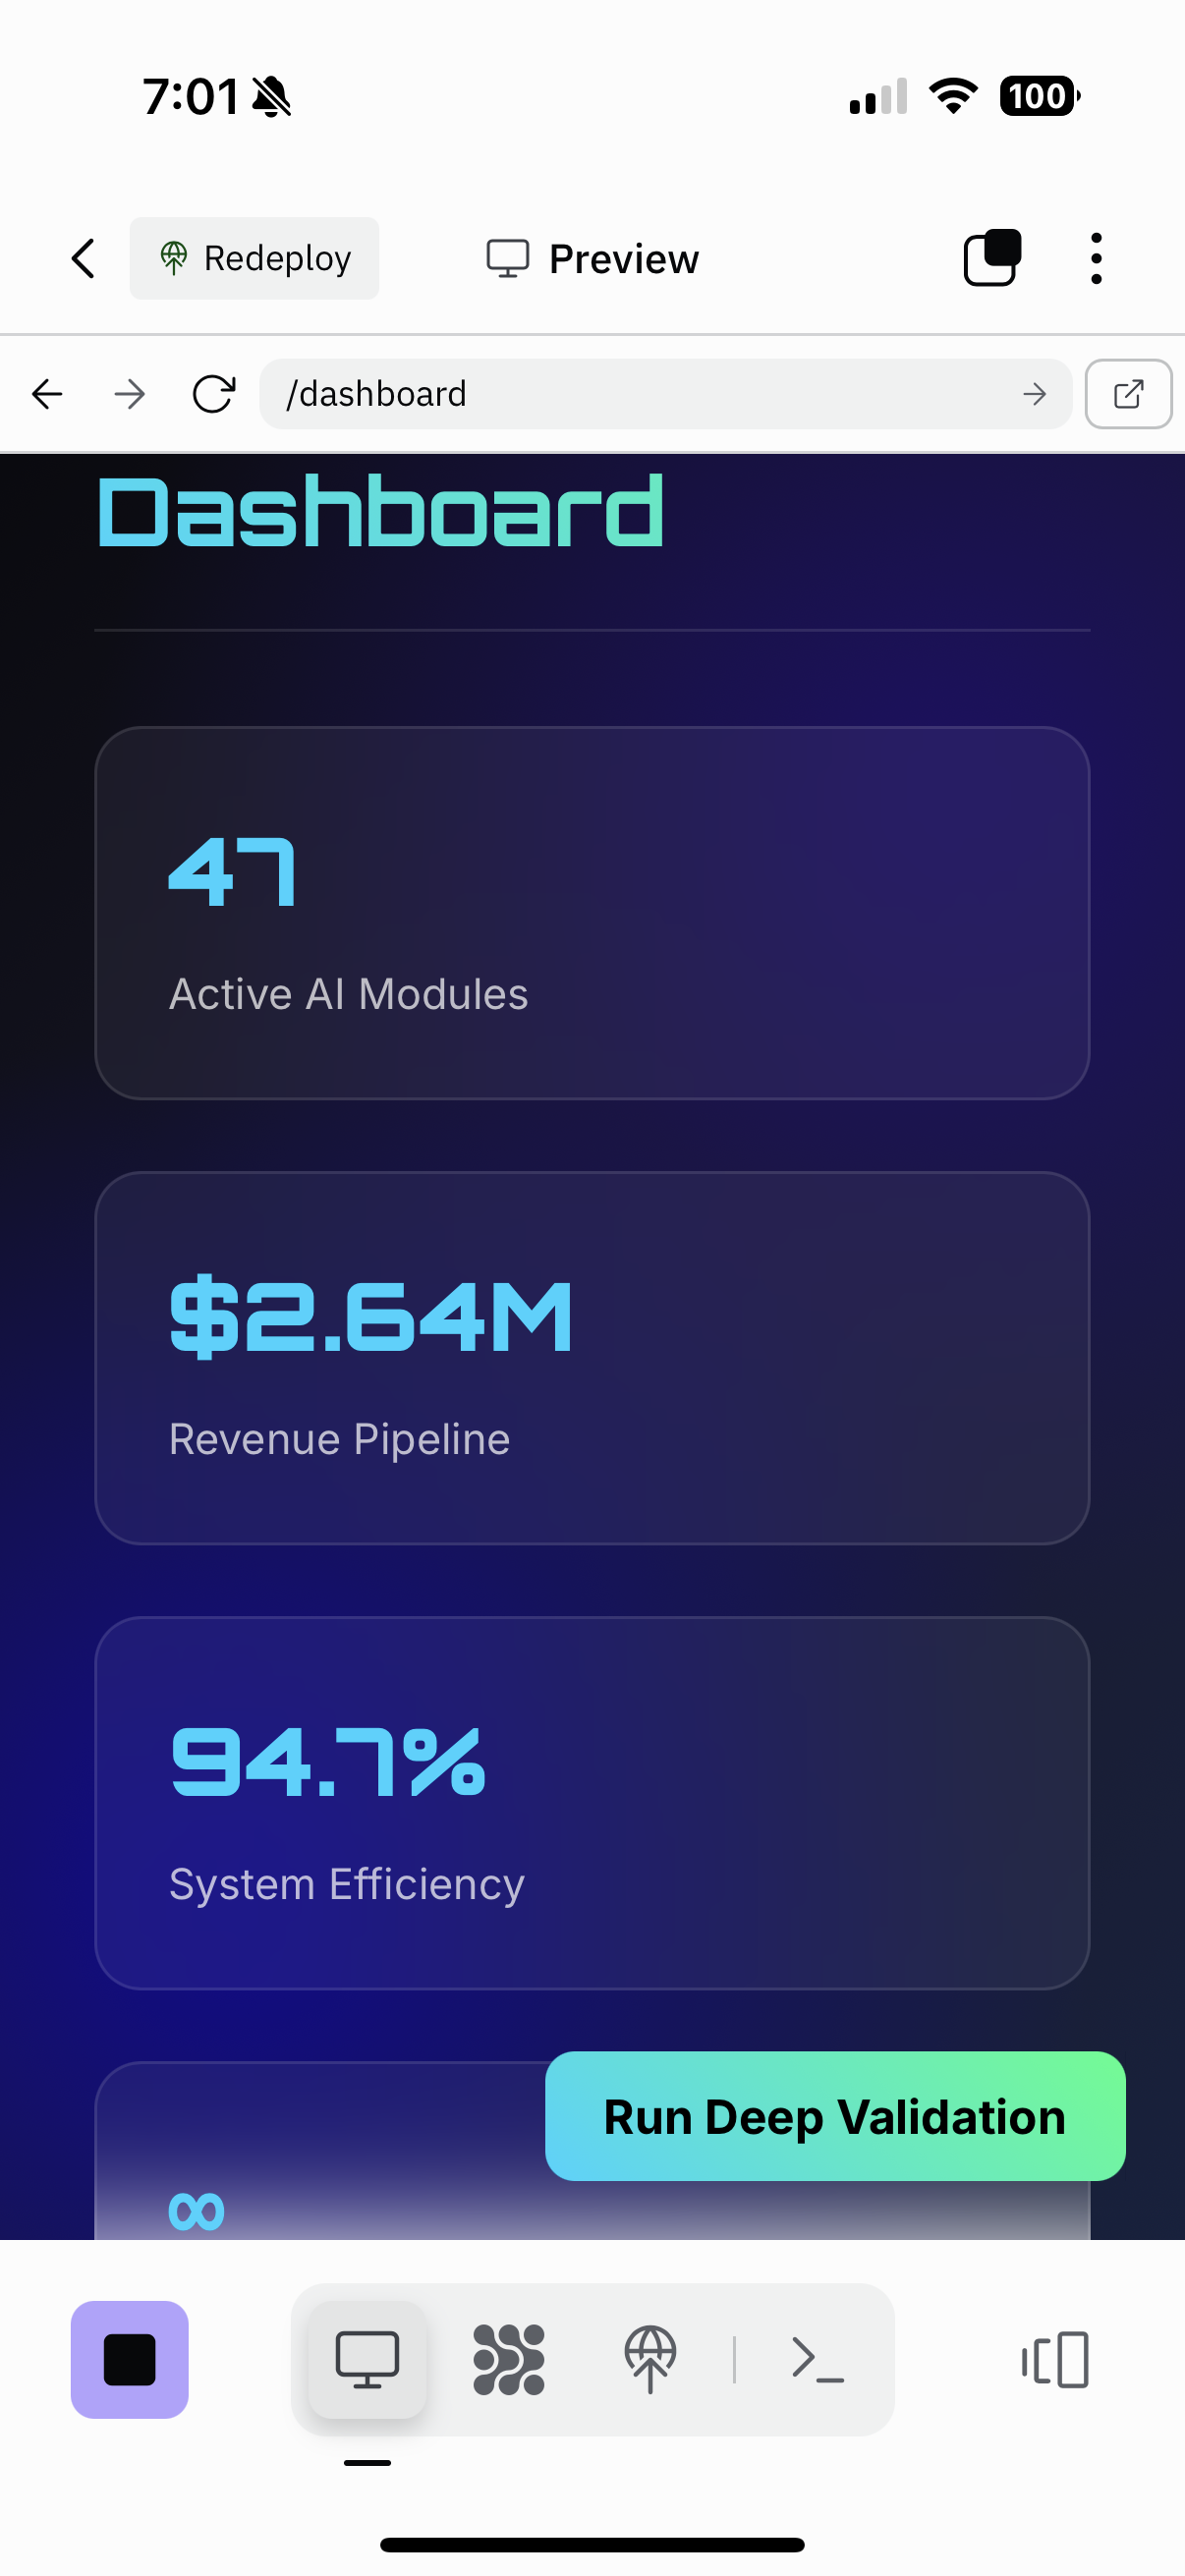 7:01
100
Redeploy
Preview
/dashboard
Dashboard
47
Active AI Modules
$2.64M
Revenue Pipeline
94.7%
System Efficiency
Run Deep Validation
∞